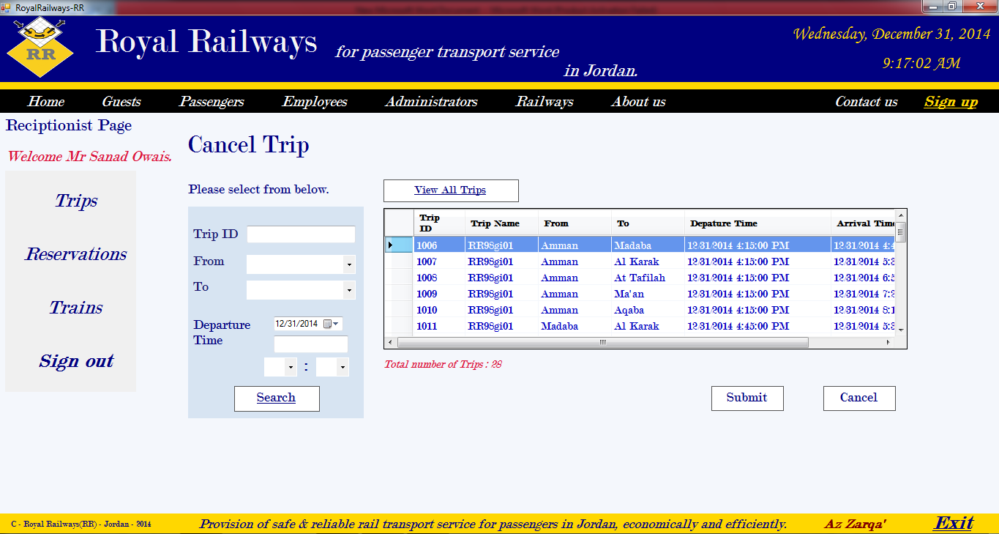 RoyalRailways-RR
RR
Royal Railways
for passenger transport service
in Jordan.
Wednesday, December 31, 2014
9:17:02 AM
Home Guests Passengers Employees Administrators Railways About us Contact us Sign up
Reciptionist Page
Welcome Mr Sanad Owais.
Trips
Reservations
Trains
Sign out
Cancel Trip
Please select from below.
Trip ID
From
To
Departure
Time
12/31/2014
:
Search
View All Trips
Trip
ID Trip Name From To Depature Time Arrival Time
1006 RR98gi01 Amman Madaba 12/31/2014 4:15:00 PM 12/31/2014 4:4
1007 RR98gi01 Amman Al Karak 12/31/2014 4:15:00 PM 12/31/2014 5:3
1008 RR98gi01 Amman At Tafilah 12/31/2014 4:15:00 PM 12/31/2014 6:5
1009 RR98gi01 Amman Ma'an 12/31/2014 4:15:00 PM 12/31/2014 7:2
1010 RR98gi01 Amman Aqaba 12/31/2014 4:15:00 PM 12/31/2014 8:1
1011 RR98gi01 Madaba Al Karak 12/31/2014 4:45:00 PM 12/31/2014 5:3
Total number of Trips : 28
Submit Cancel
C - Royal Railways(RR) - Jordan - 2014
Provision of safe & reliable rail transport service for passengers in Jordan, economically and efficiently.
Az Zarqa'
Exit